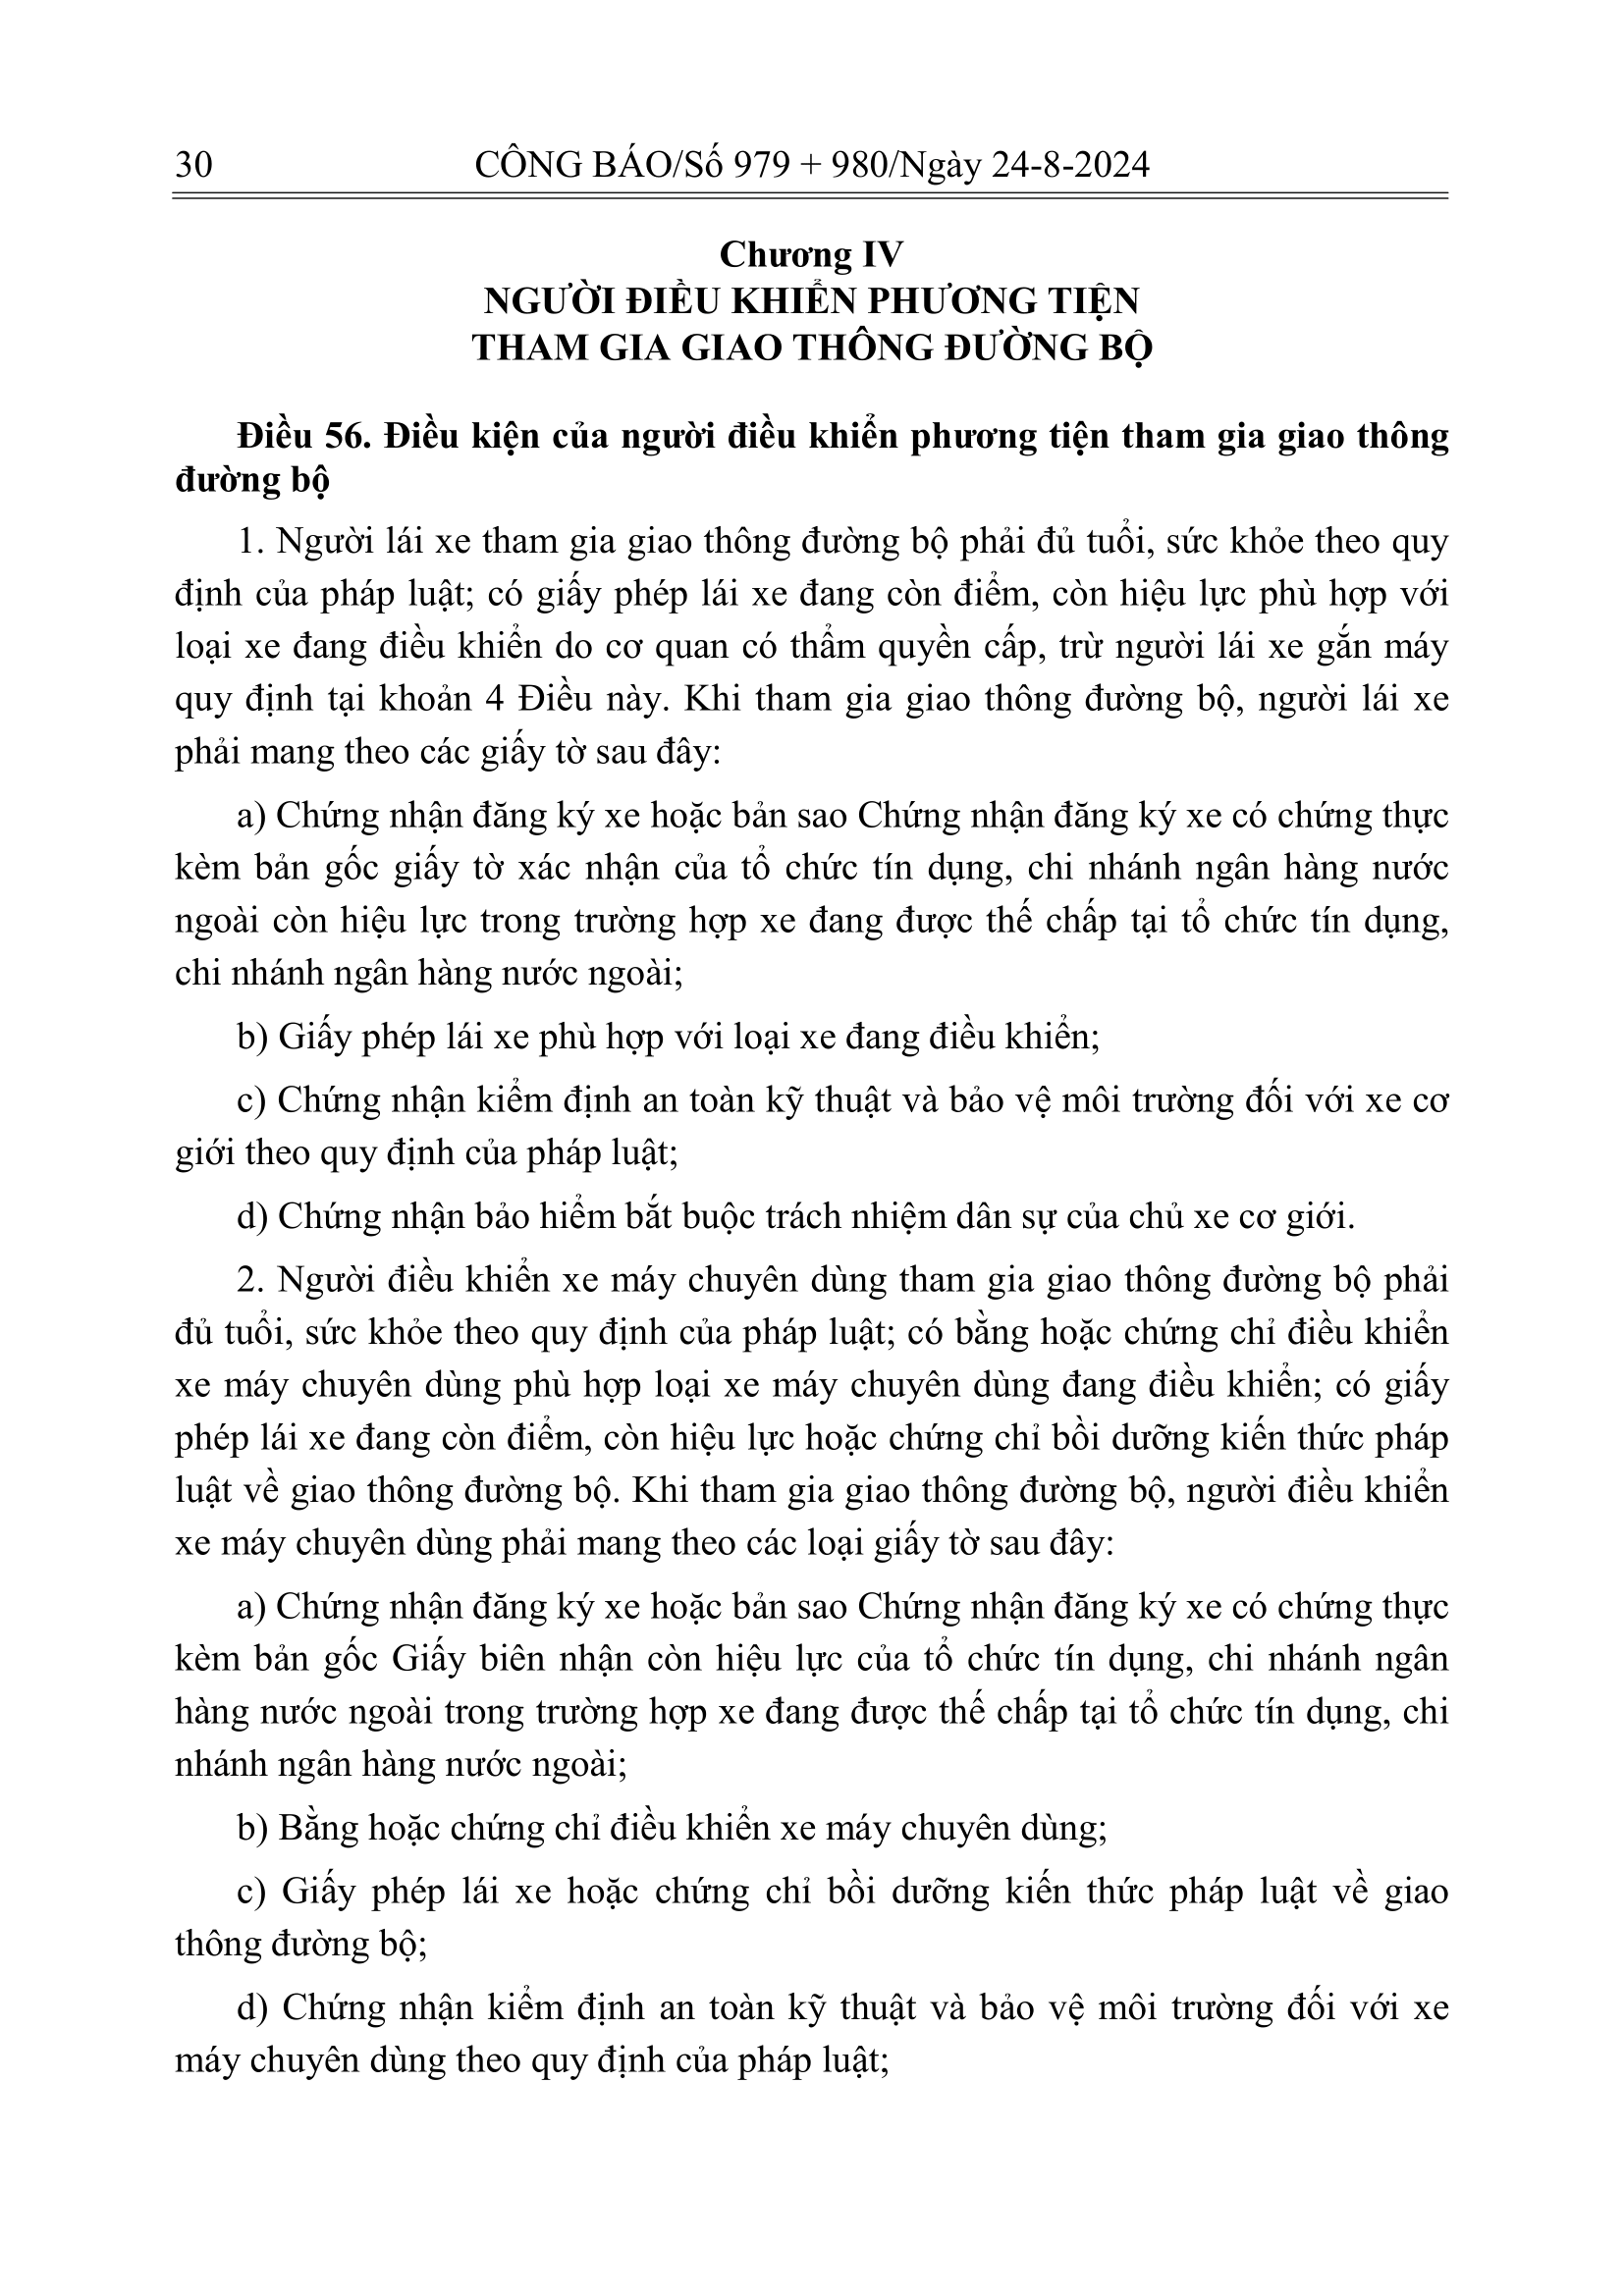 30
CÔNG BÁO/Số 979 + 980/Ngày 24-8-2024
Chương IV
NGƯỜI ĐIỀU KHIỂN PHƯƠNG TIỆN
THAM GIA GIAO THÔNG ĐƯỜNG BỘ
Điều 56. Điều kiện của người điều khiển phương tiện tham gia giao thông
đường bộ
1. Người lái xe tham gia giao thông đường bộ phải đủ tuổi, sức khỏe theo quy
định của pháp luật; có giấy phép lái xe đang còn điểm, còn hiệu lực phù hợp với
loại xe đang điều khiển do cơ quan có thẩm quyền cấp, trừ người lái xe gắn máy
quy định tại khoản 4 Điều này. Khi tham gia giao thông đường bộ, người lái xe
phải mang theo các giấy tờ sau đây:
a) Chứng nhận đăng ký xe hoặc bản sao Chứng nhận đăng ký xe có chứng thực
kèm bản gốc giấy tờ xác nhận của tổ chức tín dụng, chi nhánh ngân hàng nước
ngoài còn hiệu lực trong trường hợp xe đang được thế chấp tại tổ chức tín dụng,
chi nhánh ngân hàng nước ngoài;
b) Giấy phép lái xe phù hợp với loại xe đang điều khiển;
c) Chứng nhận kiểm định an toàn kỹ thuật và bảo vệ môi trường đối với xe cơ
giới theo quy định của pháp luật;
d) Chứng nhận bảo hiểm bắt buộc trách nhiệm dân sự của chủ xe cơ giới.
2. Người điều khiển xe máy chuyên dùng tham gia giao thông đường bộ phải
đủ tuổi, sức khỏe theo quy định của pháp luật; có bằng hoặc chứng chỉ điều khiển
xe máy chuyên dùng phù hợp loại xe máy chuyên dùng đang điều khiển; có giấy
phép lái xe đang còn điểm, còn hiệu lực hoặc chứng chỉ bồi dưỡng kiến thức pháp
luật về giao thông đường bộ. Khi tham gia giao thông đường bộ, người điều khiển
xe máy chuyên dùng phải mang theo các loại giấy tờ sau đây:
a) Chứng nhận đăng ký xe hoặc bản sao Chứng nhận đăng ký xe có chứng thực
kèm bản gốc Giấy biên nhận còn hiệu lực của tổ chức tín dụng, chi nhánh ngân
hàng nước ngoài trong trường hợp xe đang được thế chấp tại tổ chức tín dụng, chi
nhánh ngân hàng nước ngoài;
b) Bằng hoặc chứng chỉ điều khiển xe máy chuyên dùng;
c) Giấy phép lái xe hoặc chứng chỉ bồi dưỡng kiến thức pháp luật về giao
thông đường bộ;
d) Chứng nhận kiểm định an toàn kỹ thuật và bảo vệ môi trường đối với xe
máy chuyên dùng theo quy định của pháp luật;